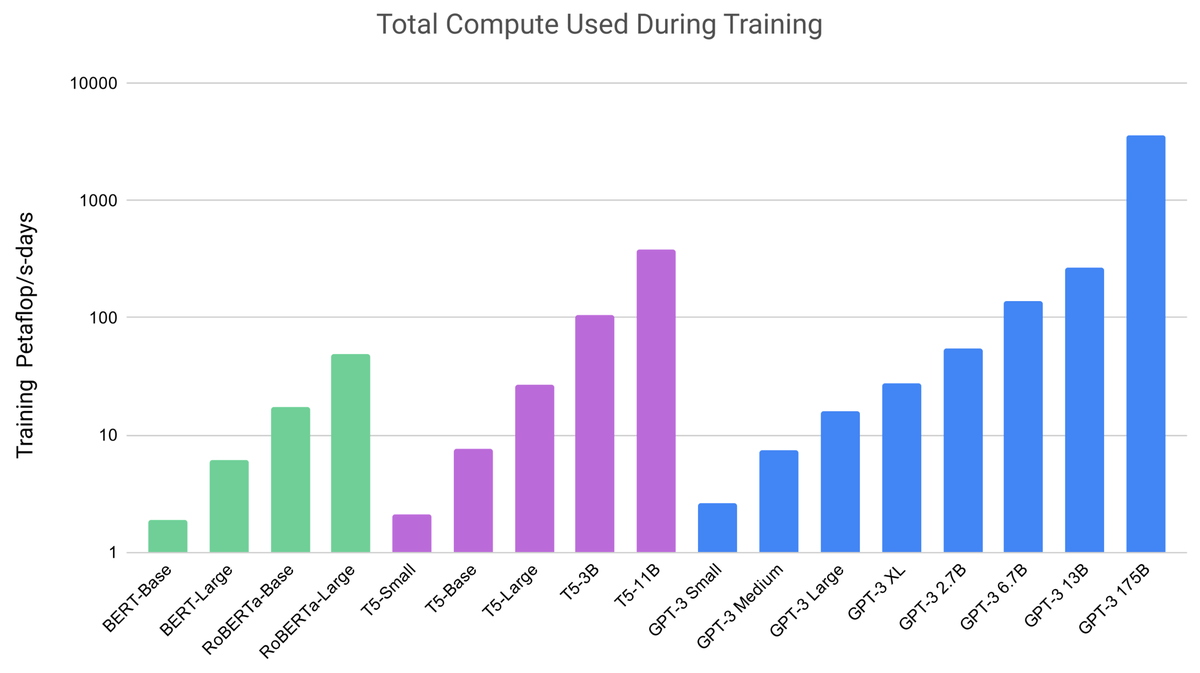 Total Compute Used During Training
Training Petaflop/s-days
10000
1000
100
10
1
BERT-Base
BERT-Large
RoBERTa-Base
RoBERTa-Large
T5-Small
T5-Base
T5-Large
T5-3B
T5-11B
GPT-3 Small
GPT-3 Medium
GPT-3 Large
GPT-3 XL
GPT-3 2.7B
GPT-3 6.7B
GPT-3 13B
GPT-3 175B